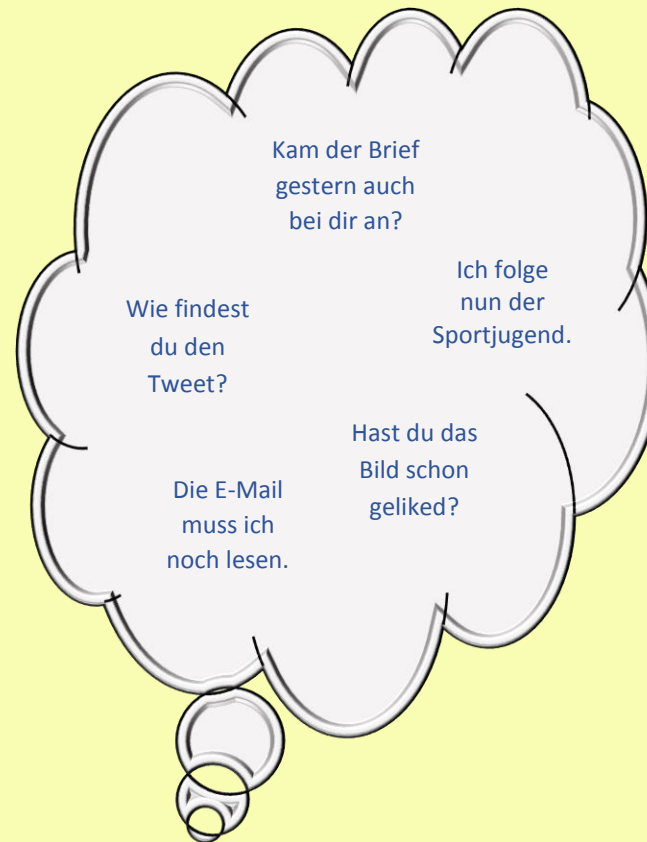 Kam der Brief
gestern auch
bei dir an?
Ich folge
nun der
Sportjugend.
Wie findest
du den
Tweet?
Hast du das
Bild schon
geliked?
Die E-Mail
muss ich
noch lesen.